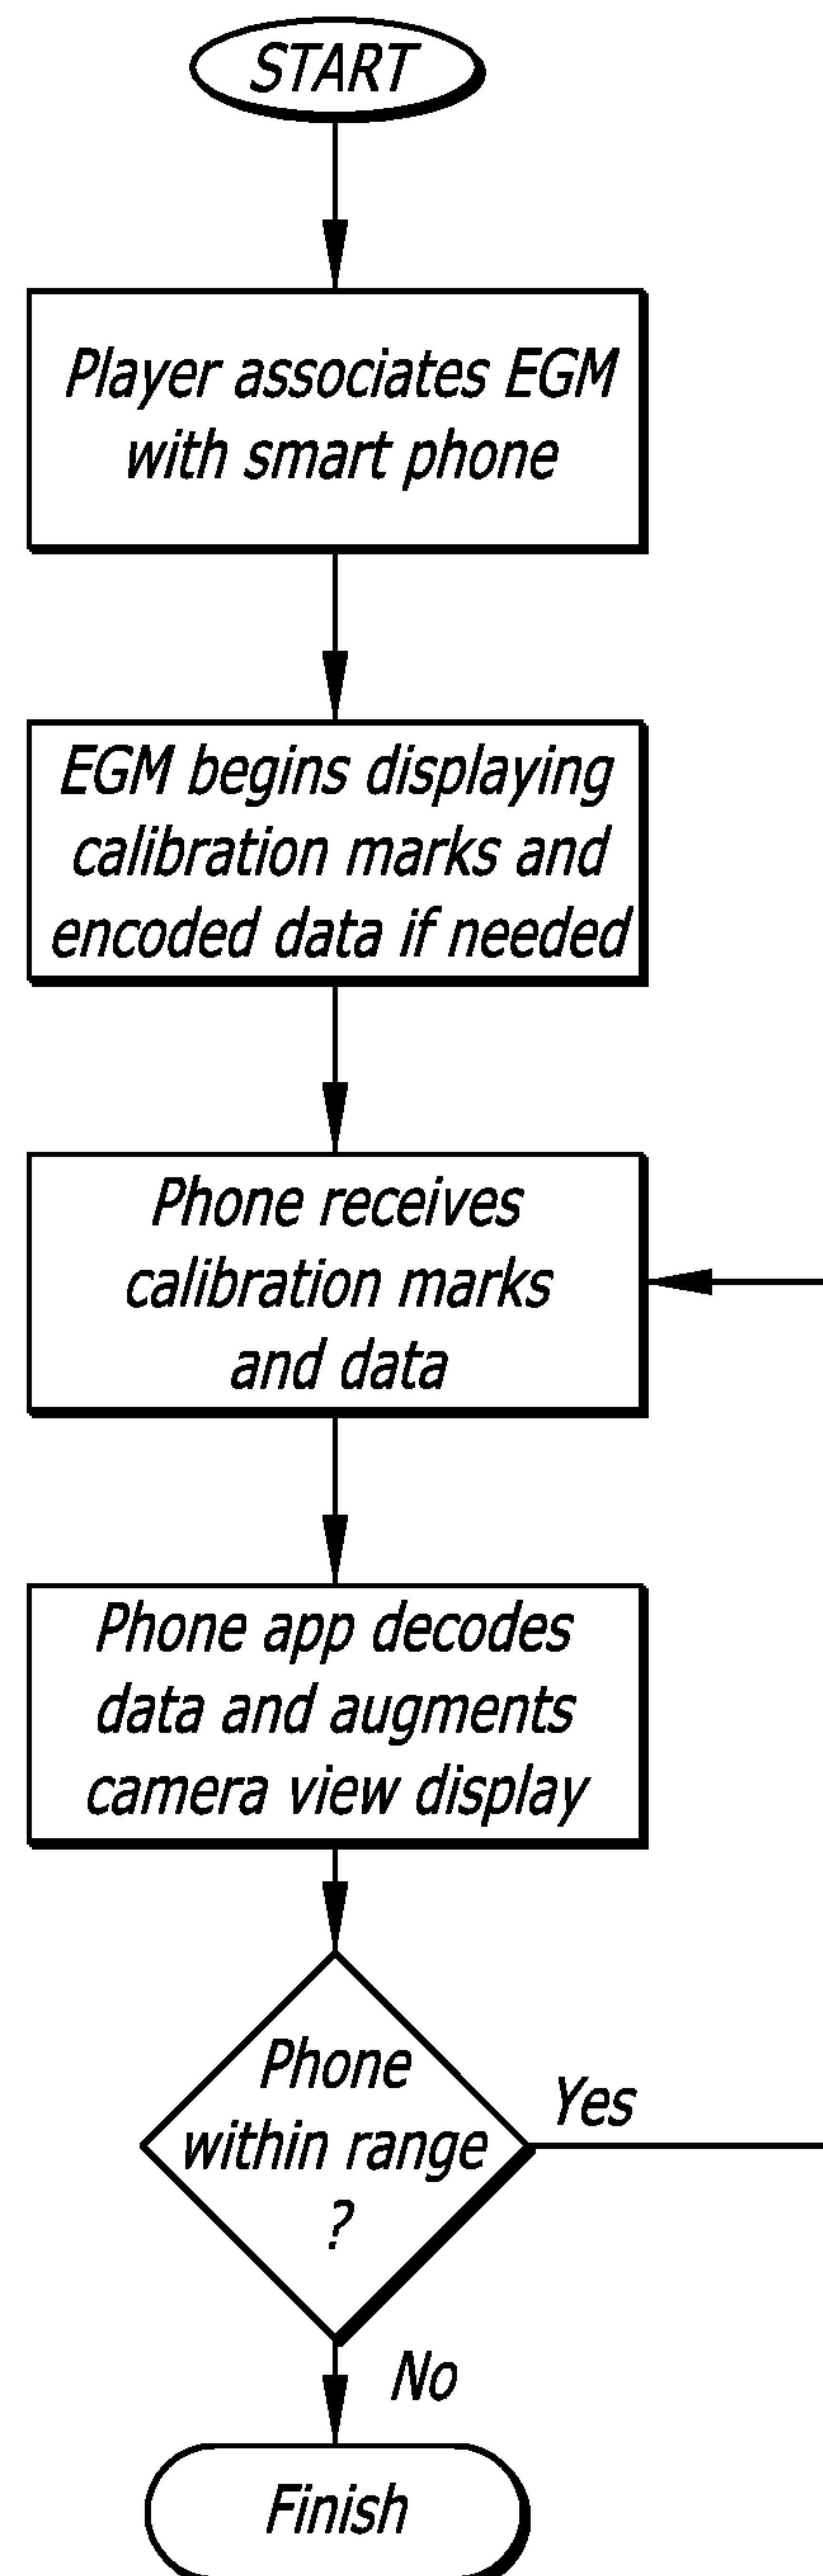 START
Player associates EGM
with smart phone
EGM begins displaying
calibration marks and
encoded data if needed
Phone receives
calibration marks
and data
Phone app decodes
data and augments
camera view display
Phone
within range
?
Yes
No
Finish